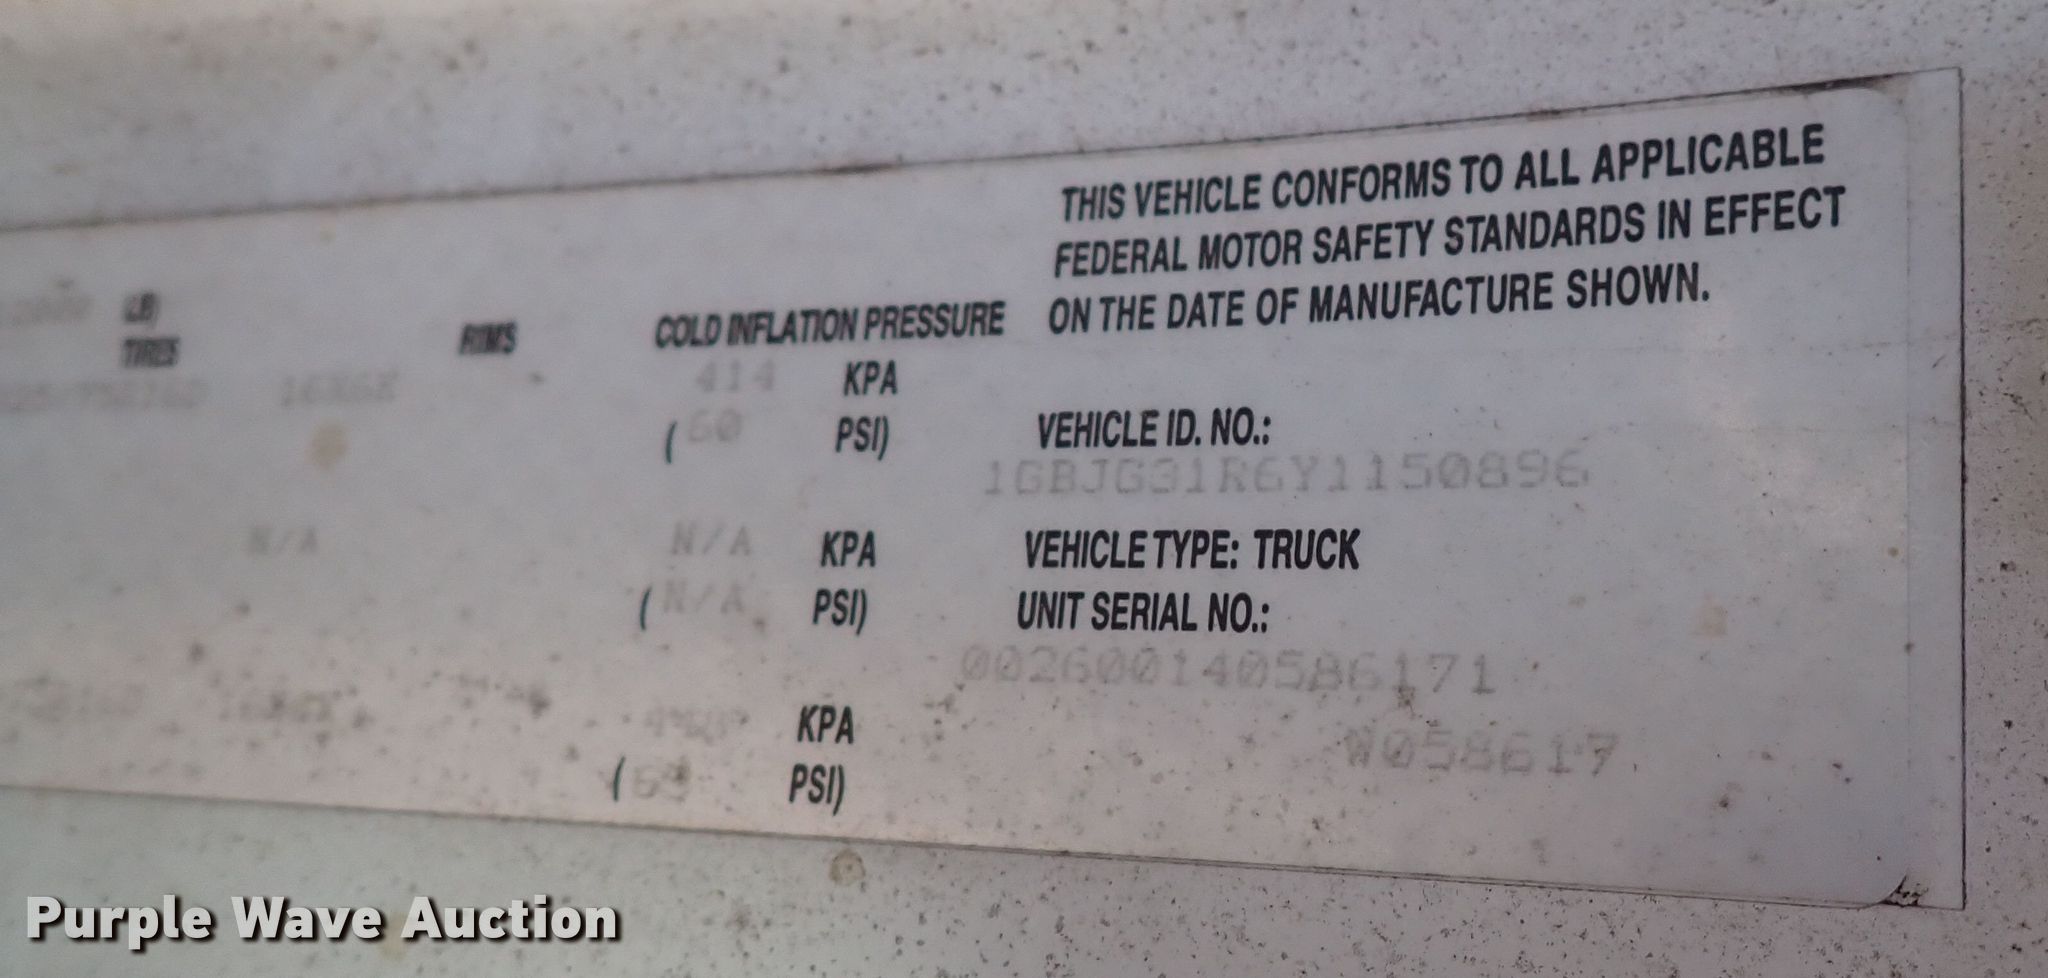 THIS VEHICLE CONFORMS TO ALL APPLICABLE
FEDERAL MOTOR SAFETY STANDARDS IN EFFECT
ON THE DATE OF MANUFACTURE SHOWN.
(LB)
TIRES RIMS COLD INFLATION PRESSURE
16X6K 414 KPA
( 60 PSI)
VEHICLE ID. NO.:
1GBJG31R6Y1150896
N/A N/A KPA
( N/A PSI)
VEHICLE TYPE: TRUCK
UNIT SERIAL NO.:
002600140586171
KPA
( PSI)
W058617
Purple Wave Auction